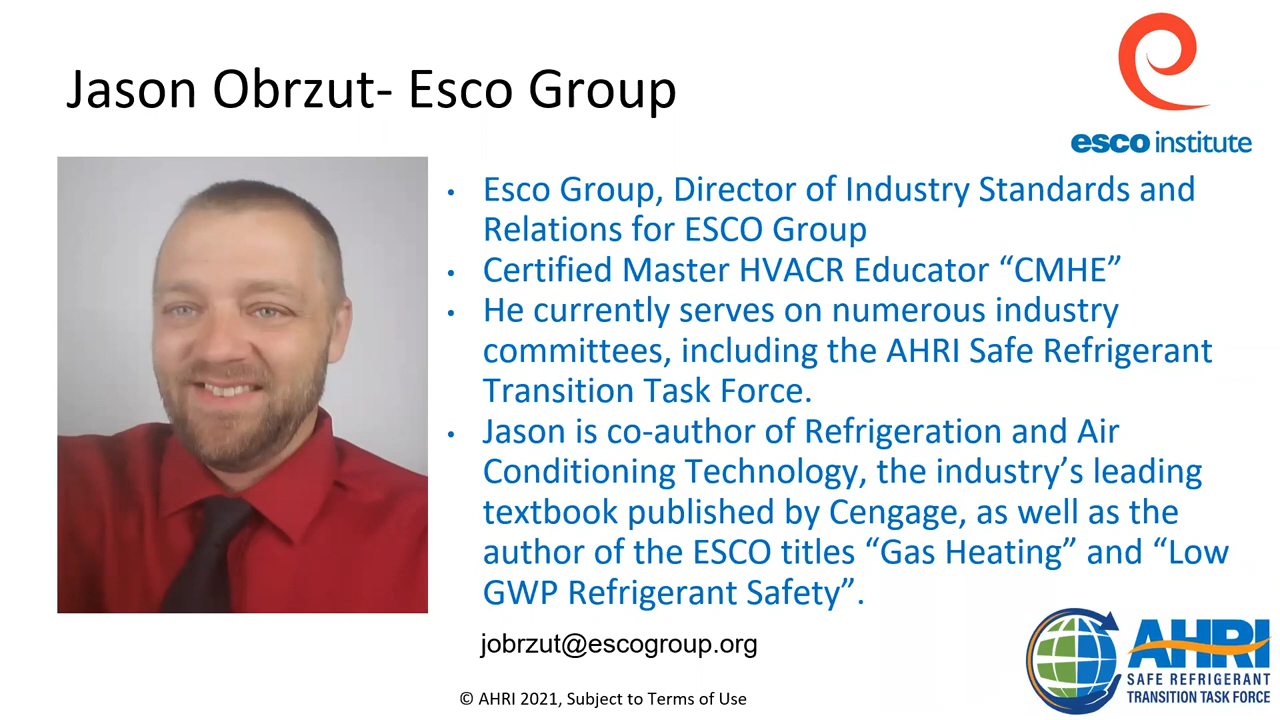 Jason Obrzut- Esco Group
esco institute
• Esco Group, Director of Industry Standards and
Relations for ESCO Group
• Certified Master HVACR Educator “CMHE”
• He currently serves on numerous industry
committees, including the AHRI Safe Refrigerant
Transition Task Force.
• Jason is co-author of Refrigeration and Air
Conditioning Technology, the industry’s leading
textbook published by Cengage, as well as the
author of the ESCO titles “Gas Heating” and “Low
GWP Refrigerant Safety”.
jobrzut@escogroup.org
AHRI
SAFE REFRIGERANT
TRANSITION TASK FORCE
© AHRI 2021, Subject to Terms of Use